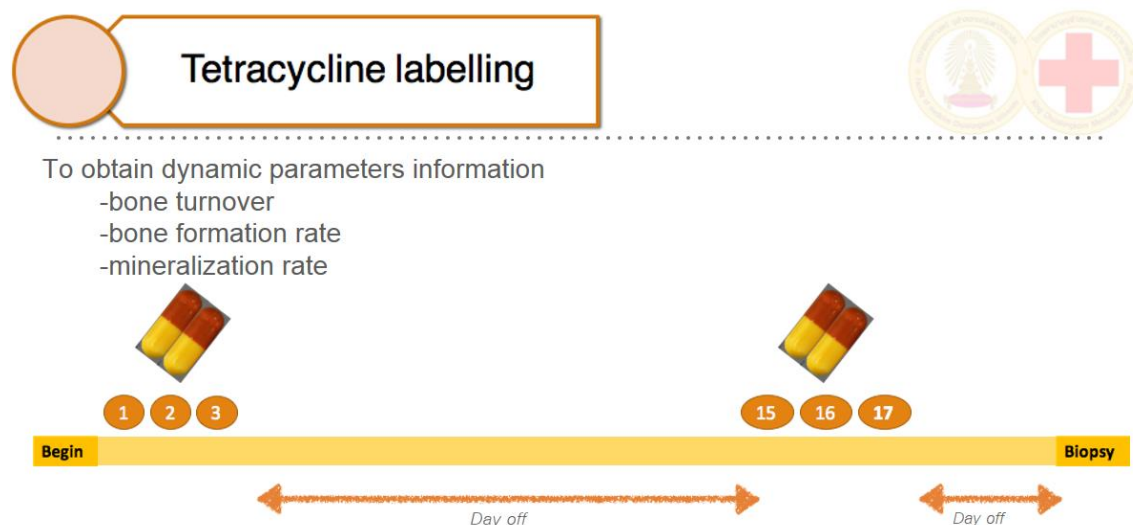 Tetracycline labelling
To obtain dynamic parameters information
-bone turnover
-bone formation rate
-mineralization rate
1 2 3 15 16 17
Begin Biopsy
Day off Day off